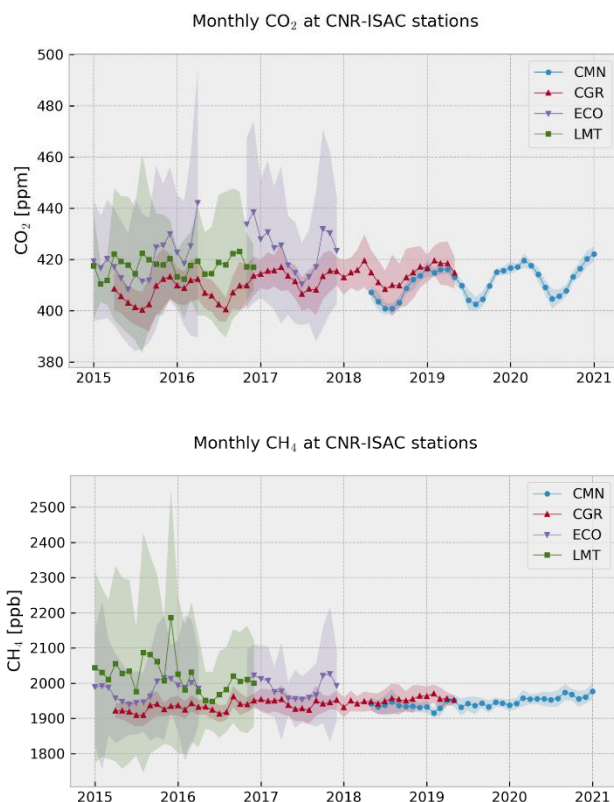 Monthly CO₂ at CNR-ISAC stations
500
480
460
440
420
400
380
CO₂ [ppm]
CMN
CGR
ECO
LMT
2015 2016 2017 2018 2019 2020 2021
Monthly CH₄ at CNR-ISAC stations
2500
2400
2300
2200
2100
2000
1900
1800
CH₄ [ppb]
CMN
CGR
ECO
LMT
2015 2016 2017 2018 2019 2020 2021